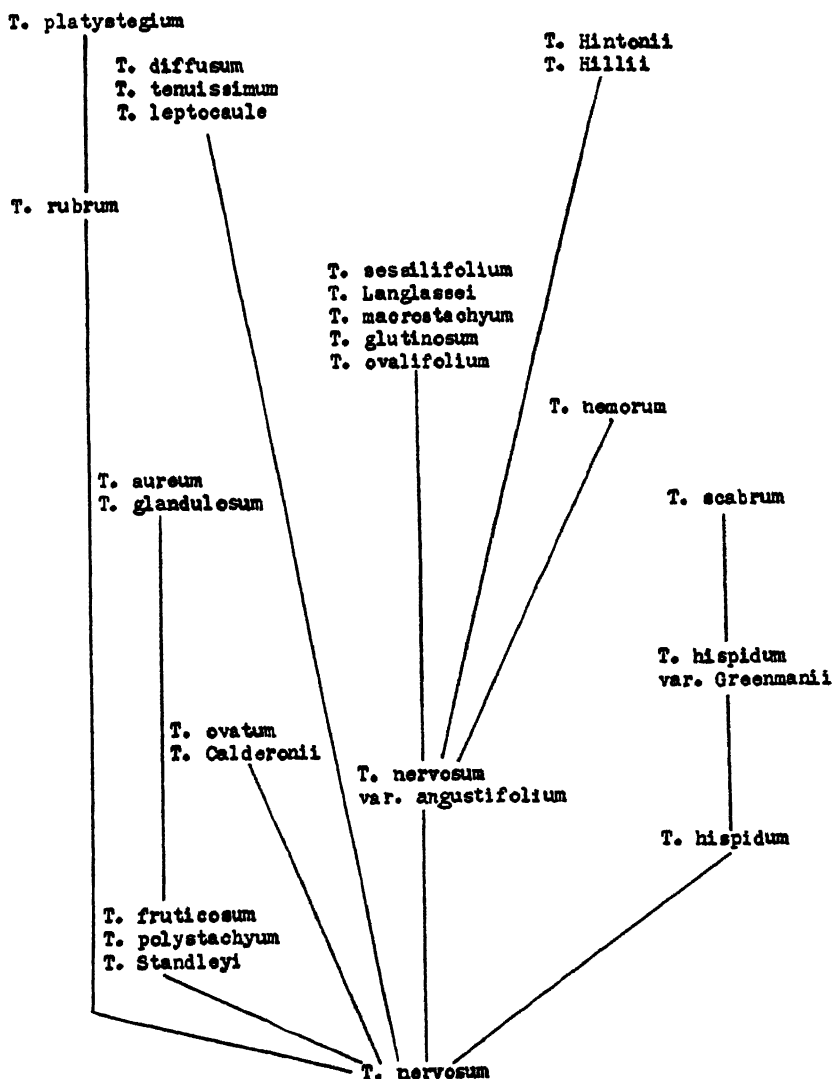 T. platystegium
T. diffusum
T. tenuissimum
T. leptocaule
T. Hintonii
T. Hillii
T. rubrum
T. sessilifolium
T. Langlassei
T. macrostachyum
T. glutinosum
T. ovalifolium
T. nemorum
T. aureum
T. glandulosum
T. scabrum
T. hispidum
var. Greenmanii
T. ovatum
T. Calderonii
T. nervosum
var. angustifolium
T. hispidum
T. fruticosum
T. polystachyum
T. Standleyi
T. nervosum